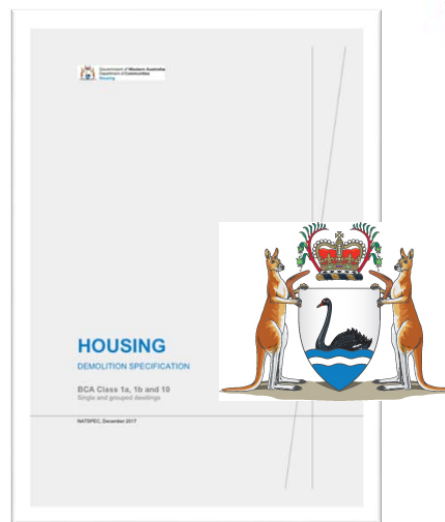 Government of Western Australia
Department of Communities
Housing
HOUSING
DEMOLITION SPECIFICATION
BCA Class 1a, 1b and 10
Single and grouped dwellings
NATSPEC, December 2017